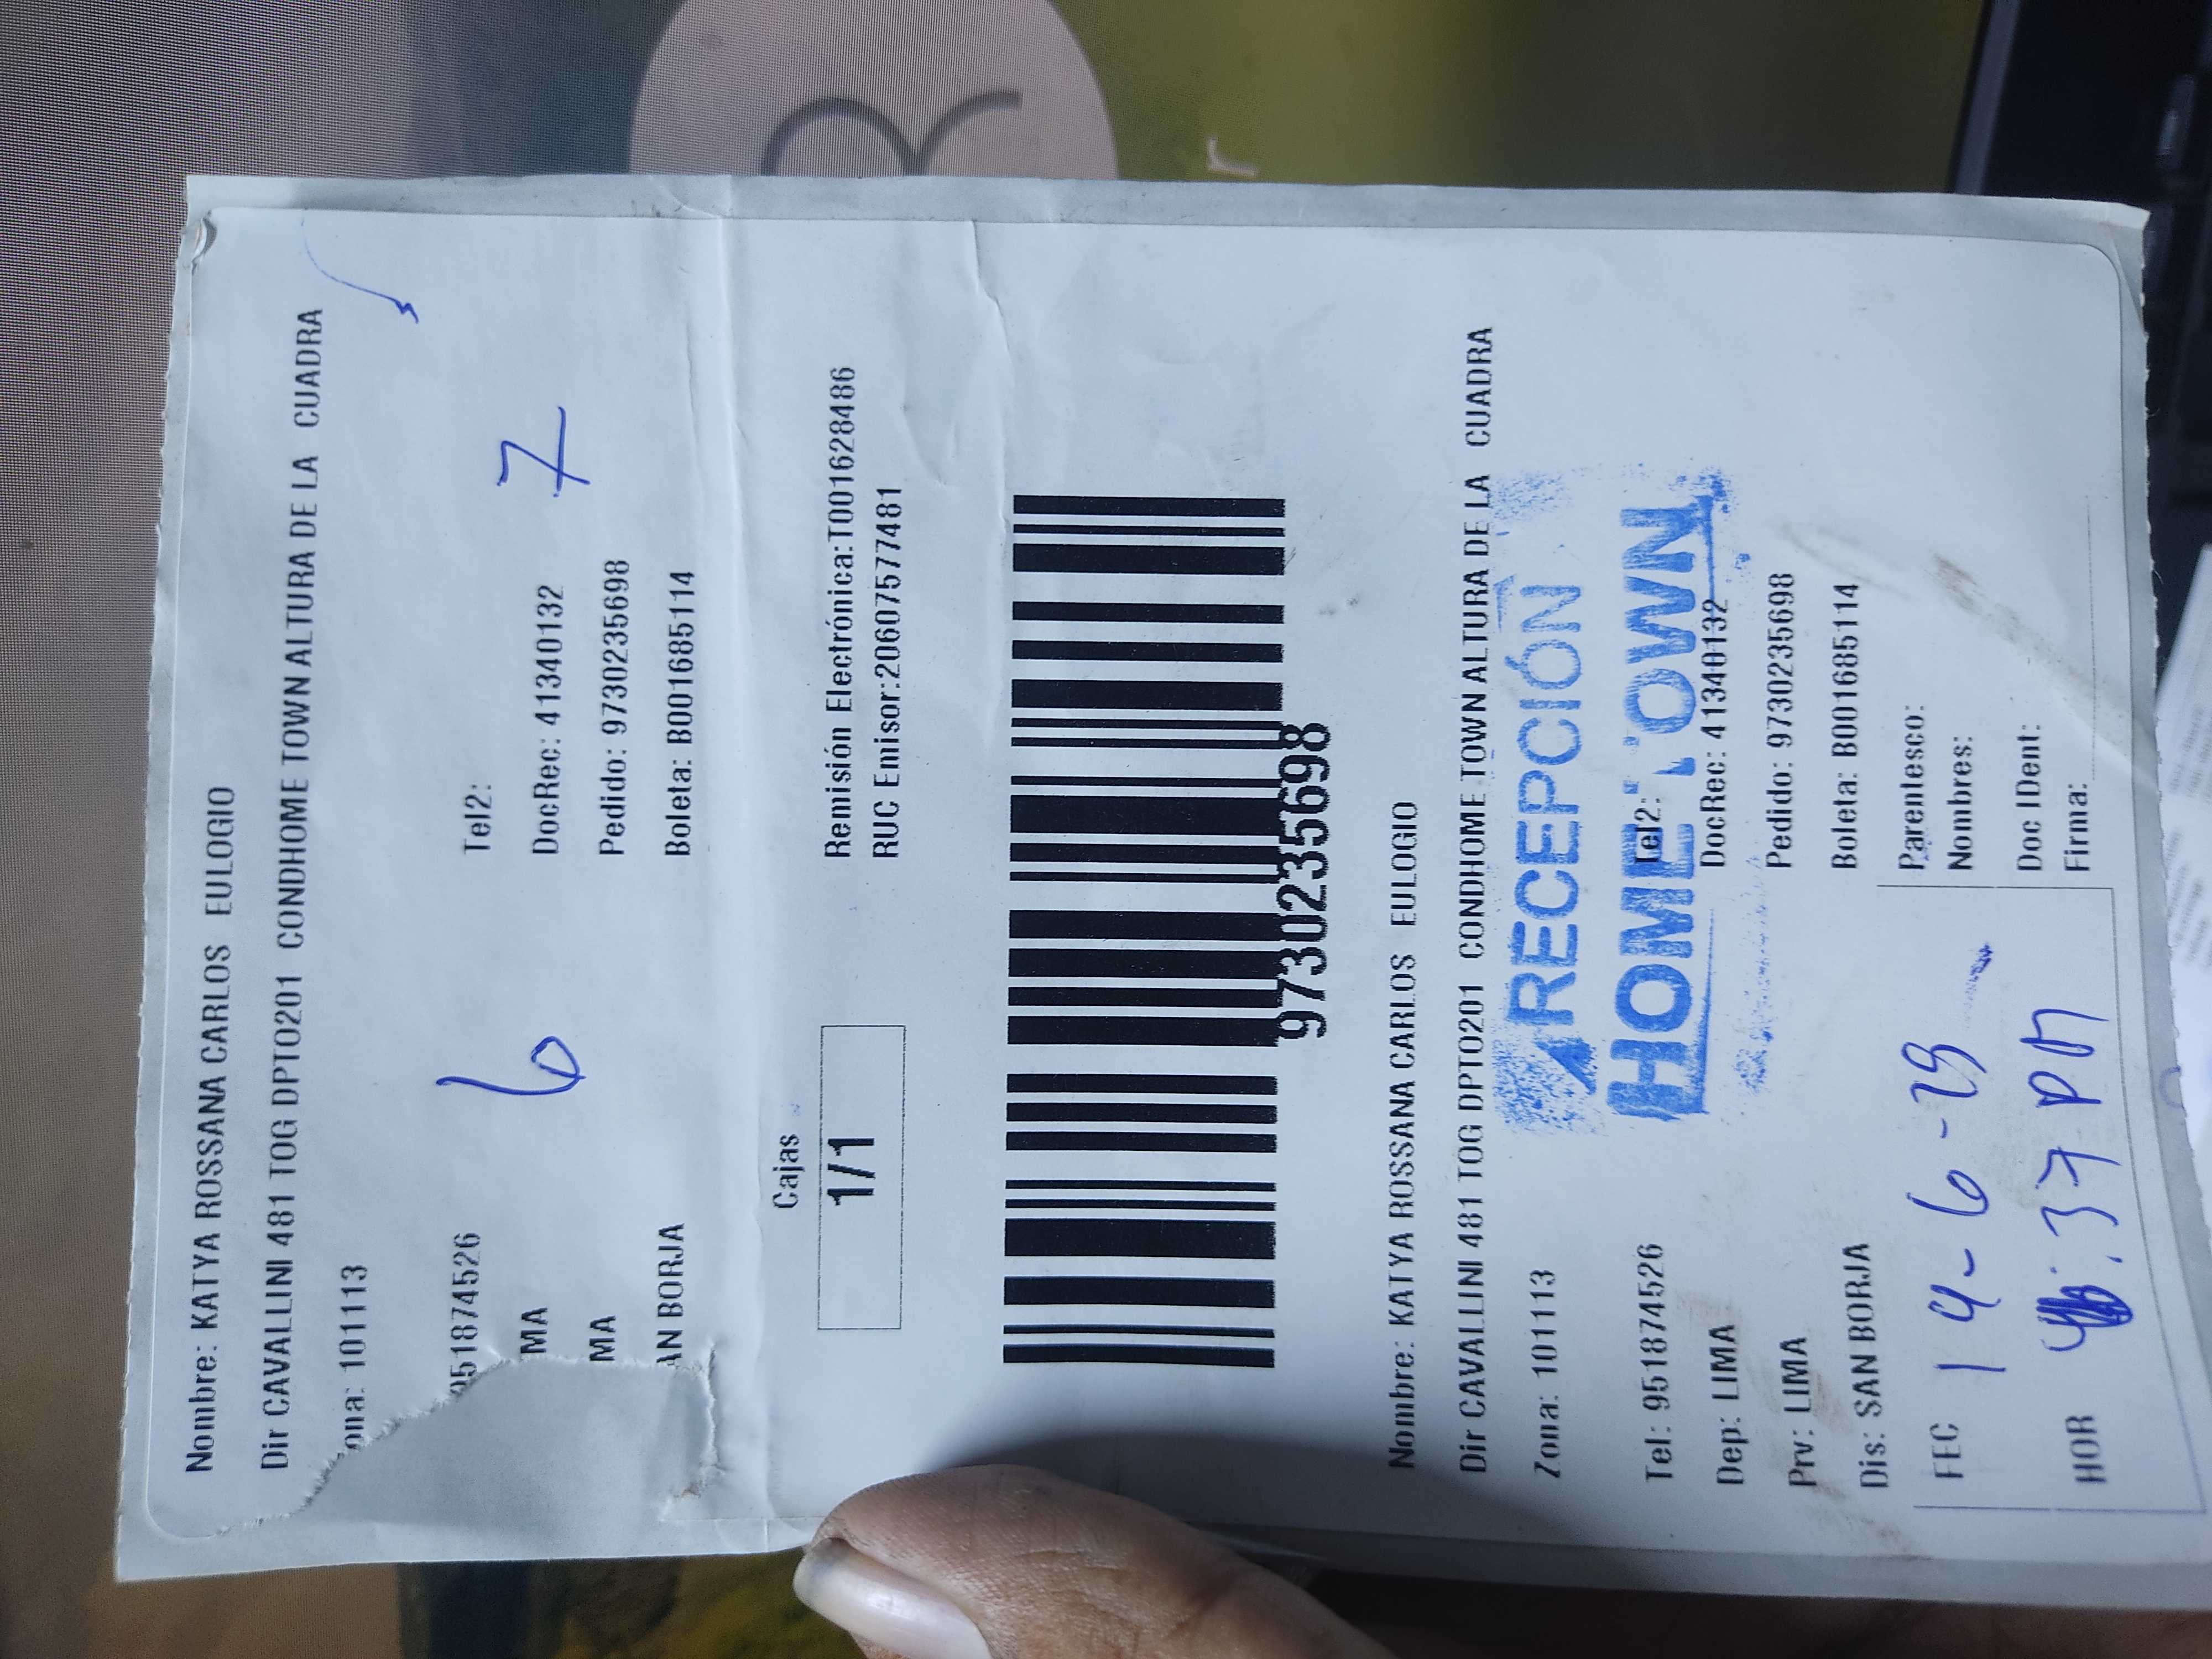 Nombre: KATYA ROSSANA CARLOS EULOGIO
Dir CAVALLINI 481 TOG DPTO201 CONDHOME TOWN ALTURA DE LA CUADRA
ona: 101113
951874526 Tel2:
MA DocRec: 41340132
6 7
MA Pedido: 9730235698
AN BORJA Boleta: B001685114
Cajas
1/1
Remisión Electrónica:T001628486
RUC Emisor:20607577481
9730235698
Nombre: KATYA ROSSANA CARLOS EULOGIO
Dir CAVALLINI 481 TOG DPTO201 CONDHOME TOWN ALTURA DE LA CUADRA
Zona: 101113
RECEPCIÓN
HOME TOWN
Tel: 951874526 Tel2:
Dep: LIMA DocRec: 41340132
Prv: LIMA Pedido: 9730235698
Dis: SAN BORJA Boleta: B001685114
FEC 14-6-25 Parentesco:
Nombres:
HOR :37 PM Doc IDent:
Firma: